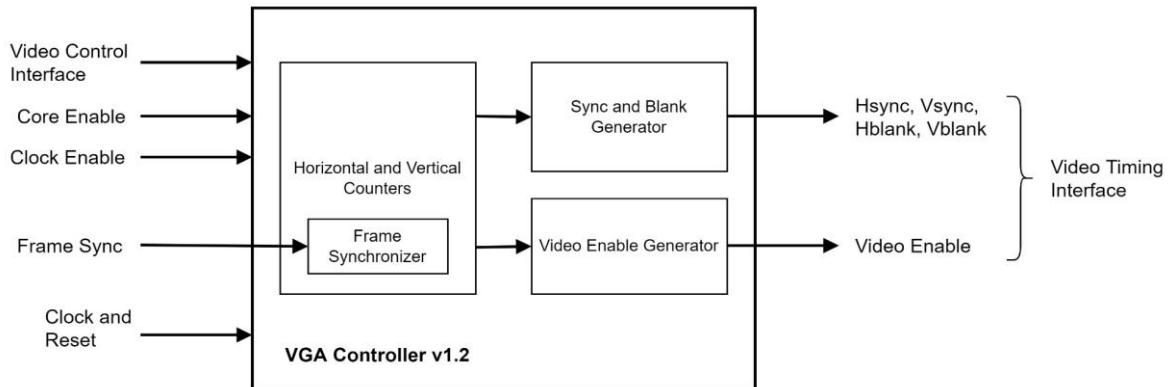 Video Control
Interface
Core Enable
Clock Enable
Frame Sync
Clock and
Reset
Horizontal and Vertical
Counters
Frame
Synchronizer
Sync and Blank
Generator
Video Enable Generator
VGA Controller v1.2
Hsync, Vsync,
Hblank, Vblank
Video Enable
Video Timing
Interface